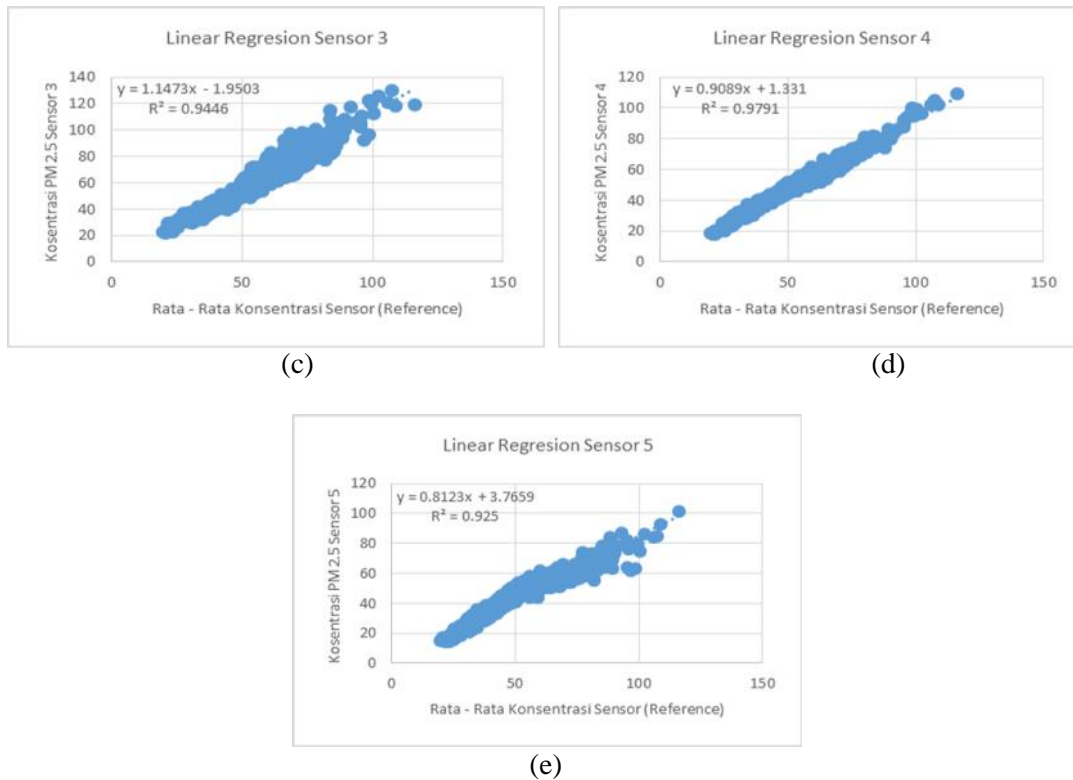 Linear Regresion Sensor 3
y = 1.1473x - 1.9503
R² = 0.9446
Kosentrasi PM 2.5 Sensor 3
140
120
100
80
60
40
20
0
0 50 100 150
Rata - Rata Konsentrasi Sensor (Reference)
(c)
Linear Regresion Sensor 4
y = 0.9089x + 1.331
R² = 0.9791
Kosentrasi PM 2.5 Sensor 4
120
100
80
60
40
20
0
0 50 100 150
Rata - Rata Konsentrasi Sensor (Reference)
(d)
Linear Regresion Sensor 5
y = 0.8123x + 3.7659
R² = 0.925
Kosentrasi PM 2.5 Sensor 5
120
100
80
60
40
20
0
0 50 100 150
Rata - Rata Konsentrasi Sensor (Reference)
(e)